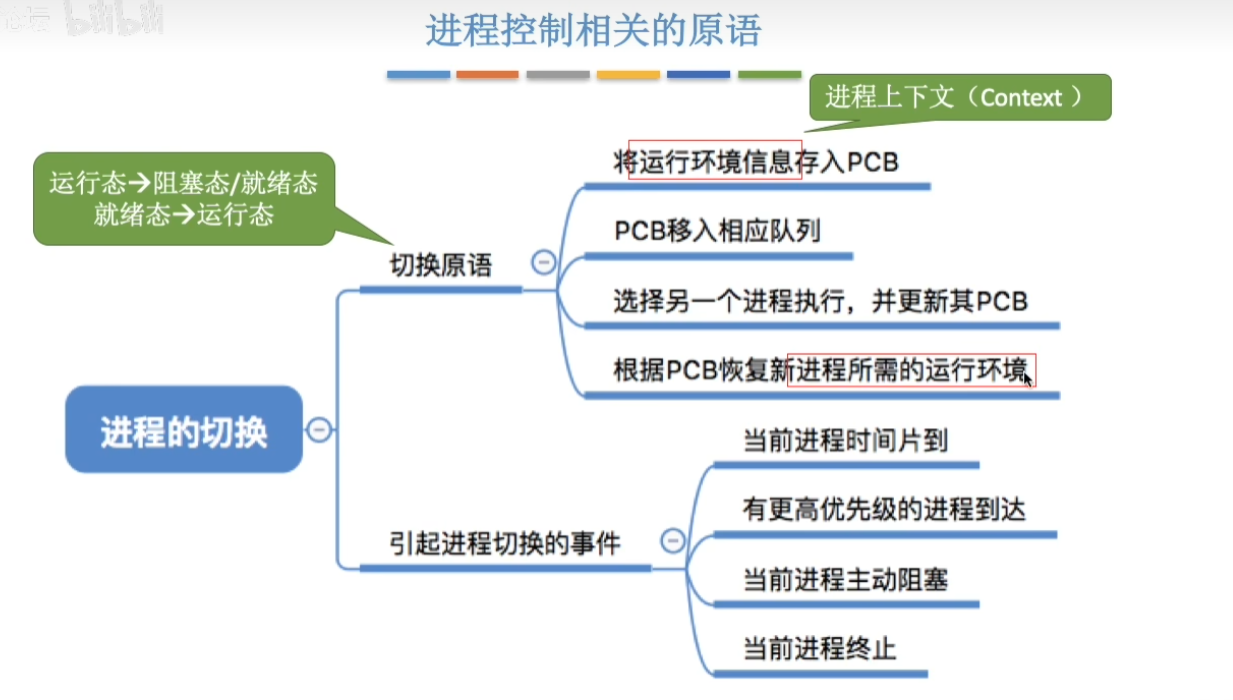 进程控制相关的原语
进程上下文（Context ）
将运行环境信息存入PCB
运行态→阻塞态/就绪态
就绪态→运行态
PCB移入相应队列
切换原语
选择另一个进程执行，并更新其PCB
根据PCB恢复新进程所需的运行环境
进程的切换
当前进程时间片到
有更高优先级的进程到达
引起进程切换的事件
当前进程主动阻塞
当前进程终止